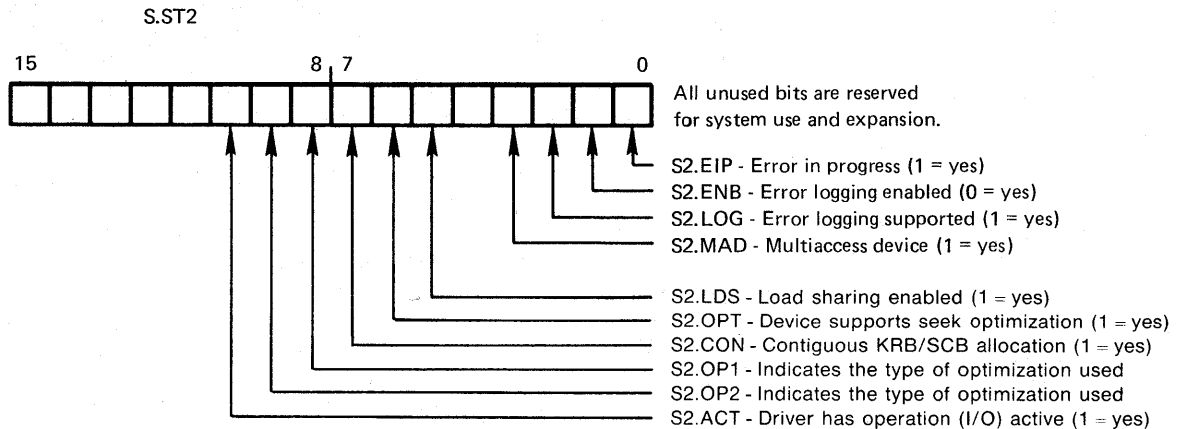 S.ST2
15 8 7 0
All unused bits are reserved
for system use and expansion.
S2.EIP - Error in progress (1 = yes)
S2.ENB - Error logging enabled (0 = yes)
S2.LOG - Error logging supported (1 = yes)
S2.MAD - Multiaccess device (1 = yes)
S2.LDS - Load sharing enabled (1 = yes)
S2.OPT - Device supports seek optimization (1 = yes)
S2.CON - Contiguous KRB/SCB allocation (1 = yes)
S2.OP1 - Indicates the type of optimization used
S2.OP2 - Indicates the type of optimization used
S2.ACT - Driver has operation (I/O) active (1 = yes)